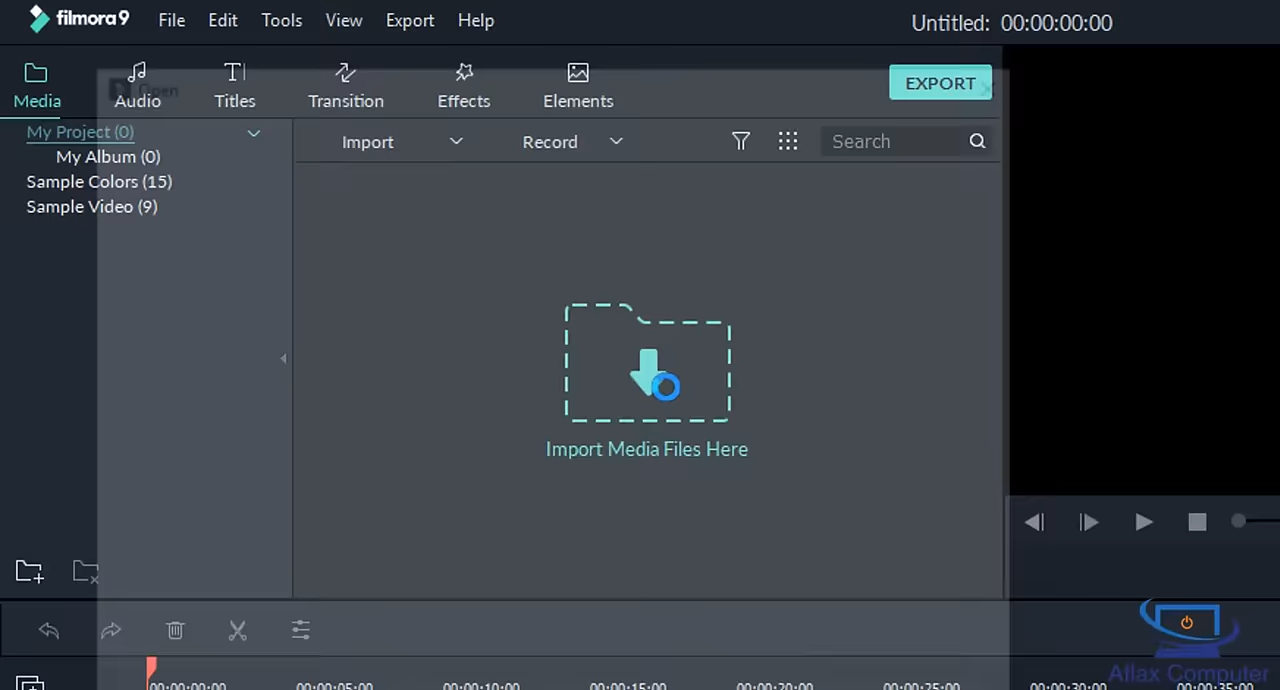 filmora9 File Edit Tools View Export Help Untitled: 00:00:00:00
Open
Media Audio Titles Transition Effects Elements EXPORT
My Project (0) Import Record Search
My Album (0)
Sample Colors (15)
Sample Video (9)
Import Media Files Here
Allax Computer
00:00:00:00 00:00:05:00 00:00:10:00 00:00:15:00 00:00:20:00 00:00:25:00 00:00:30:00 00:00:35:00